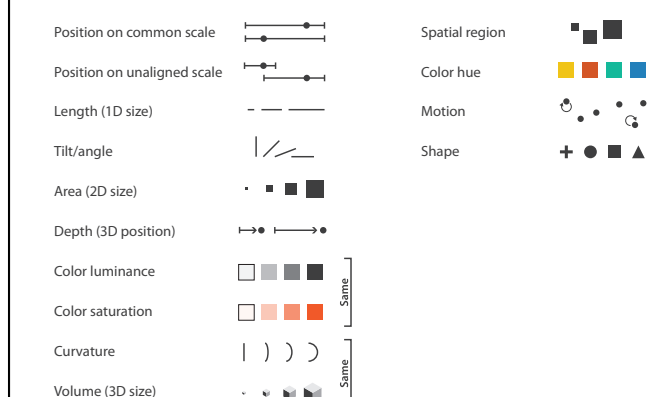 Position on common scale
Position on unaligned scale
Length (1D size)
Tilt/angle
Area (2D size)
Depth (3D position)
Color luminance
Color saturation
Same
Curvature
Volume (3D size)
Same
Spatial region
Color hue
Motion
Shape